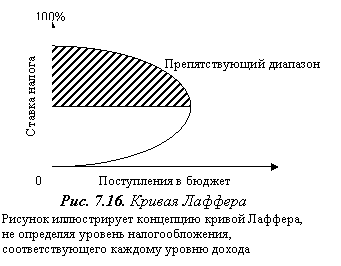 100%
Ставка налога
Препятствующий диапазон
0
Поступления в бюджет
Рис. 7.16. Кривая Лаффера
Рисунок иллюстрирует концепцию кривой Лаффера,
не определяя уровень налогообложения,
соответствующего каждому уровню дохода